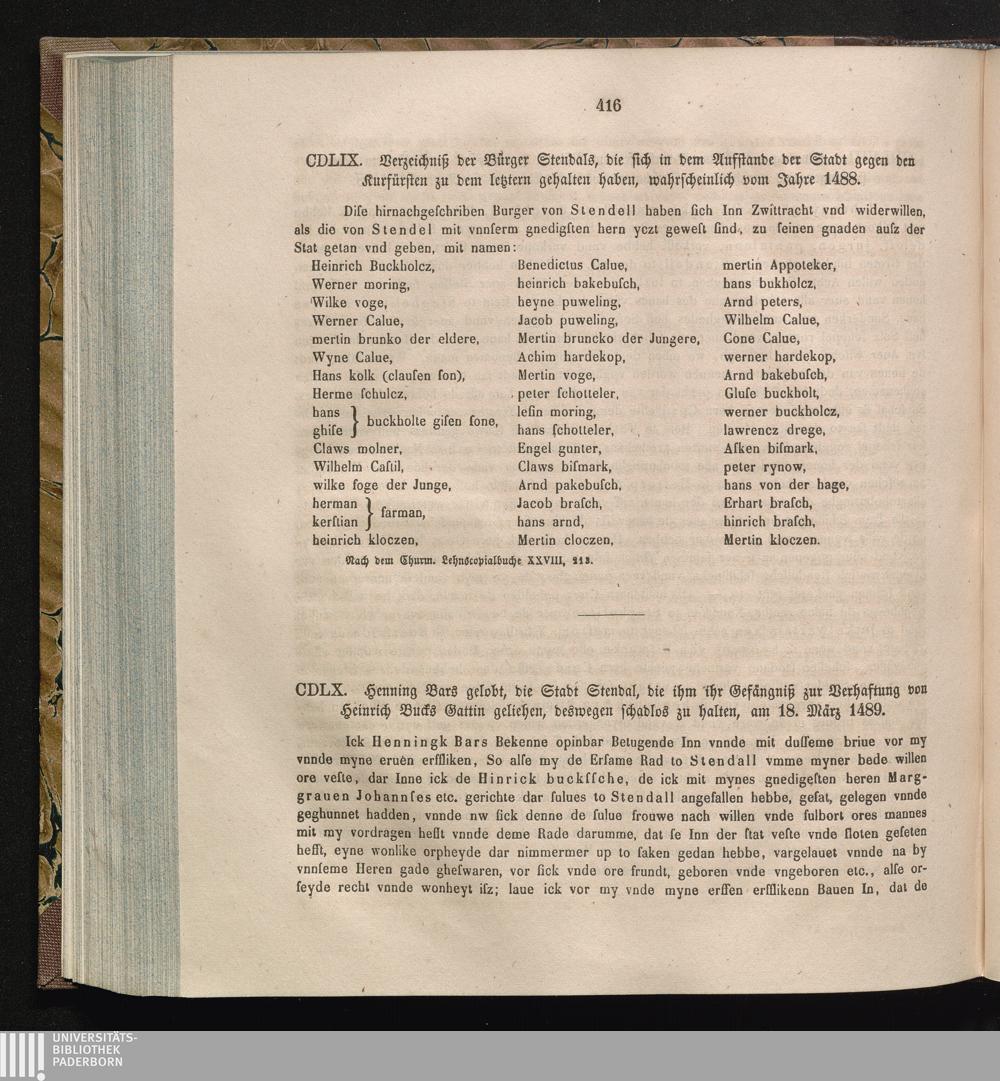 416
CDLIX. Verzeichniß der Bürger Stendals, die sich in dem Aufstande der Stadt gegen den
Kurfürsten zu dem letztern gehalten haben, wahrscheinlich vom Jahre 1488.
Dife hirnachgeſchriben Burger von Stendell haben ſich Inn Zwittracht vnd widerwillen,
als die von Stendel mit vnnſerm gnedigſten hern yczt geweſt ſind, zu ſeinen gnaden auſz der
Stat getan vnd geben, mit namen:
Heinrich Buckholcz,
Werner moring,
Wilke voge,
Werner Calue,
mertin brunko der eldere,
Wyne Calue,
Hans kolk (clauſen ſon),
Herme ſchulcz,
hans } buckholte giſen ſone,
ghiſe
Claws molner,
Wilhelm Caſtil,
wilke foge der Junge,
herman } farman,
kerſtian
heinrich kloczen,
Benedictus Calue,
heinrich bakebuſch,
heyne puweling,
Jacob puweling,
Mertin bruncko der Jungere,
Achim hardekop,
Mertin voge,
peter ſchotteler,
leſin moring,
hans ſchotteler,
Engel gunter,
Claws biſmark,
Arnd pakebuſch,
Jacob braſch,
hans arnd,
Mertin cloczen,
mertin Appoteker,
hans bukholcz,
Arnd peters,
Wilhelm Calue,
Cone Calue,
werner hardekop,
Arnd bakebuſch,
Gluſe buckholt,
werner buckholcz,
lawrencz drege,
Aſken biſmark,
peter rynow,
hans von der hage,
Erhart braſch,
hinrich braſch,
Mertin kloczen.
Nach dem Churm. Lehnscopialbuche XXVIII, 213.
CDLX. Henning Bars gelobt, die Stadt Stendal, die ihm ihr Gefängniß zur Verhaftung von
Heinrich Bucks Gattin geliehen, deswegen schadlos zu halten, am 18. März 1489.
Ick Henningk Bars Bekenne opinbar Betugende Inn vnnde mit duſſeme briue vor my
vnnde myne eruen erſſliken, So alſe my de Erſame Rad to Stendall vmme myner bede willen
ore veſte, dar Inne ick de Hinrick buckſſche, de ick mit mynes gnedigeſten heren Marg-
grauen Johannſes etc. gerichte dar ſulues to Stendall angefallen hebbe, geſat, gelegen vnnde
geghunnet hadden, vnnde nw ſick denne de ſulue frouwe nach willen vnde fulbort ores mannes
mit my vordragen hefft vnnde deme Rade darumme, dat ſe Inn der ſtat veſte vnde ſloten geſeten
hefft, eyne wonlike orpheyde dar nimmermer up to ſaken gedan hebbe, vargelauet vnnde na by
vnnſeme Heren gade gheſwaren, vor ſick vnde ore frundt, geboren vnde vngeboren etc., alſe or-
feyde recht vnnde wonheyt iſz; laue ick vor my vnde myne erffen erfflikenn Bauen In, dat de
UNIVERSITÄTS-
BIBLIOTHEK
PADERBORN